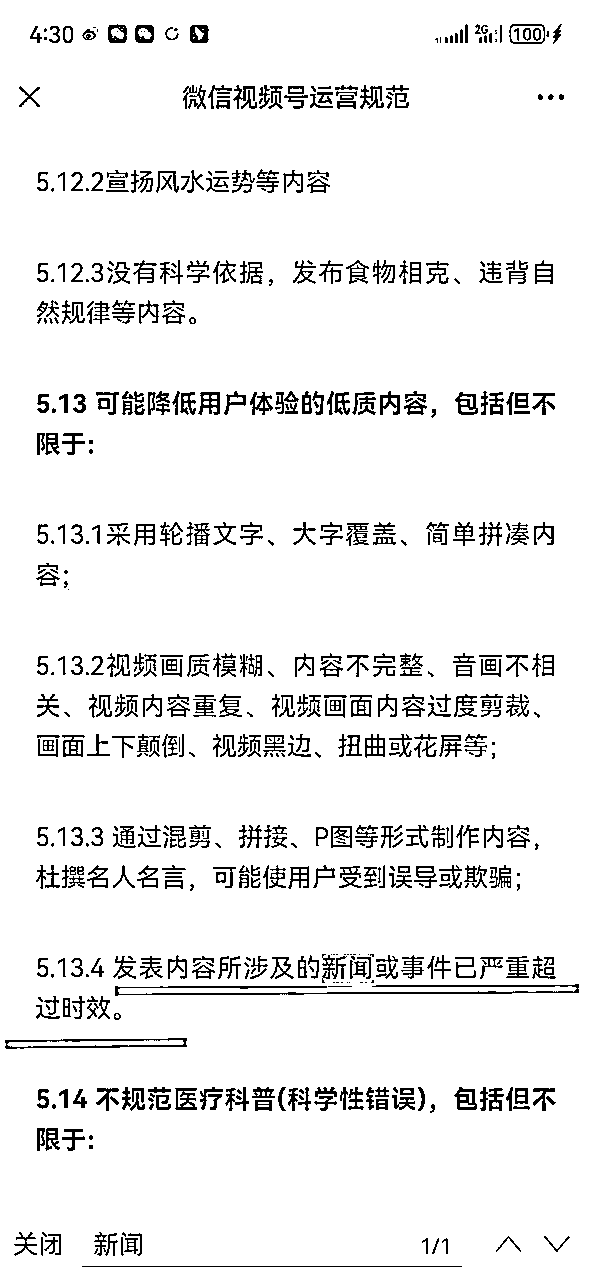 4:30 2G 100
微信视频号运营规范
5.12.2宣扬风水运势等内容
5.12.3没有科学依据，发布食物相克、违背自
然规律等内容。
5.13 可能降低用户体验的低质内容，包括但不
限于:
5.13.1采用轮播文字、大字覆盖、简单拼凑内
容；
5.13.2视频画质模糊、内容不完整、音画不相
关、视频内容重复、视频画面内容过度剪裁、
画面上下颠倒、视频黑边、扭曲或花屏等；
5.13.3 通过混剪、拼接、P图等形式制作内容，
杜撰名人名言，可能使用户受到误导或欺骗；
5.13.4 发表内容所涉及的新闻或事件已严重超
过时效。
5.14 不规范医疗科普(科学性错误)，包括但不
限于:
关闭 新闻 1/1